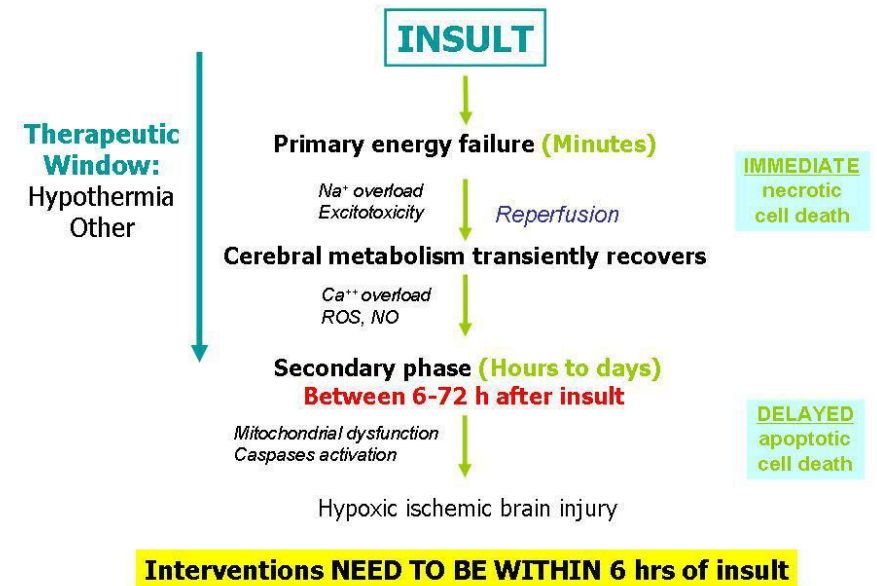 INSULT
Therapeutic
Window:
Hypothermia
Other
Primary energy failure (Minutes)
Na⁺ overload
Excitotoxicity
Reperfusion
IMMEDIATE
necrotic
cell death
Cerebral metabolism transiently recovers
Ca⁺⁺ overload
ROS, NO
Secondary phase (Hours to days)
Between 6-72 h after insult
Mitochondrial dysfunction
Caspases activation
DELAYED
apoptotic
cell death
Hypoxic ischemic brain injury
Interventions NEED TO BE WITHIN 6 hrs of insult